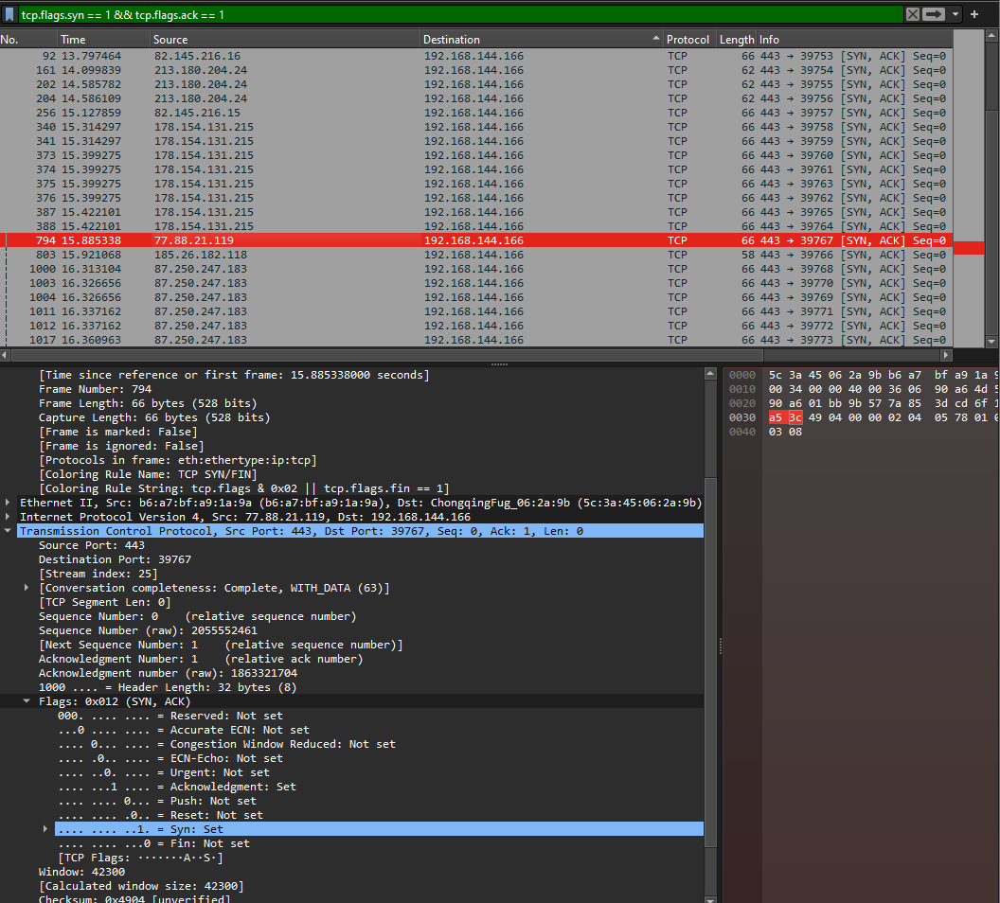 tcp.flags.syn == 1 && tcp.flags.ack == 1
No. Time Source Destination Protocol Length Info
92 13.797464 82.145.216.16 192.168.144.166 TCP 66 443 → 39753 [SYN, ACK] Seq=0
161 14.099839 213.180.204.24 192.168.144.166 TCP 62 443 → 39754 [SYN, ACK] Seq=0
202 14.585782 213.180.204.24 192.168.144.166 TCP 62 443 → 39755 [SYN, ACK] Seq=0
204 14.586109 213.180.204.24 192.168.144.166 TCP 62 443 → 39756 [SYN, ACK] Seq=0
256 15.127859 82.145.216.15 192.168.144.166 TCP 66 443 → 39757 [SYN, ACK] Seq=0
340 15.314297 178.154.131.215 192.168.144.166 TCP 66 443 → 39758 [SYN, ACK] Seq=0
341 15.314297 178.154.131.215 192.168.144.166 TCP 66 443 → 39759 [SYN, ACK] Seq=0
373 15.399275 178.154.131.215 192.168.144.166 TCP 66 443 → 39760 [SYN, ACK] Seq=0
374 15.399275 178.154.131.215 192.168.144.166 TCP 66 443 → 39761 [SYN, ACK] Seq=0
375 15.399275 178.154.131.215 192.168.144.166 TCP 66 443 → 39763 [SYN, ACK] Seq=0
376 15.399275 178.154.131.215 192.168.144.166 TCP 66 443 → 39762 [SYN, ACK] Seq=0
387 15.422101 178.154.131.215 192.168.144.166 TCP 66 443 → 39765 [SYN, ACK] Seq=0
388 15.422101 178.154.131.215 192.168.144.166 TCP 66 443 → 39764 [SYN, ACK] Seq=0
794 15.885338 77.88.21.119 192.168.144.166 TCP 66 443 → 39767 [SYN, ACK] Seq=0
803 15.921068 185.26.182.118 192.168.144.166 TCP 58 443 → 39766 [SYN, ACK] Seq=0
1000 16.313104 87.250.247.183 192.168.144.166 TCP 66 443 → 39768 [SYN, ACK] Seq=0
1003 16.326656 87.250.247.183 192.168.144.166 TCP 66 443 → 39770 [SYN, ACK] Seq=0
1004 16.326656 87.250.247.183 192.168.144.166 TCP 66 443 → 39769 [SYN, ACK] Seq=0
1011 16.337162 87.250.247.183 192.168.144.166 TCP 66 443 → 39771 [SYN, ACK] Seq=0
1012 16.337162 87.250.247.183 192.168.144.166 TCP 66 443 → 39772 [SYN, ACK] Seq=0
1017 16.360963 87.250.247.183 192.168.144.166 TCP 66 443 → 39773 [SYN, ACK] Seq=0
[Time since reference or first frame: 15.885338000 seconds]
Frame Number: 794
Frame Length: 66 bytes (528 bits)
Capture Length: 66 bytes (528 bits)
[Frame is marked: False]
[Frame is ignored: False]
[Protocols in frame: eth:ethertype:ip:tcp]
[Coloring Rule Name: TCP SYN/FIN]
[Coloring Rule String: tcp.flags & 0x02 || tcp.flags.fin == 1]
Ethernet II, Src: b6:a7:bf:a9:1a:9a (b6:a7:bf:a9:1a:9a), Dst: ChongqingFug_06:2a:9b (5c:3a:45:06:2a:9b)
Internet Protocol Version 4, Src: 77.88.21.119, Dst: 192.168.144.166
Transmission Control Protocol, Src Port: 443, Dst Port: 39767, Seq: 0, Ack: 1, Len: 0
Source Port: 443
Destination Port: 39767
[Stream index: 25]
[Conversation completeness: Complete, WITH_DATA (63)]
[TCP Segment Len: 0]
Sequence Number: 0 (relative sequence number)
Sequence Number (raw): 2055552461
[Next Sequence Number: 1 (relative sequence number)]
Acknowledgment Number: 1 (relative ack number)
Acknowledgment number (raw): 1863321704
1000 .... = Header Length: 32 bytes (8)
Flags: 0x012 (SYN, ACK)
000. .... .... = Reserved: Not set
...0 .... .... = Accurate ECN: Not set
.... 0... .... = Congestion Window Reduced: Not set
.... .0.. .... = ECN-Echo: Not set
.... ..0. .... = Urgent: Not set
.... ...1 .... = Acknowledgment: Set
.... .... 0... = Push: Not set
.... .... .0.. = Reset: Not set
.... .... ..1. = Syn: Set
.... .... ...0 = Fin: Not set
[TCP Flags: ·······A··S·]
Window: 42300
[Calculated window size: 42300]
Checksum: 0x4904 [unverified]
0000 5c 3a 45 06 2a 9b b6 a7 bf a9 1a
0010 00 34 00 00 40 00 36 06 90 a6 4d
0020 90 a6 01 bb 9b 57 7a 85 3d cd 6f
0030 a5 3c 49 04 00 00 02 04 05 78 01
0040 03 08